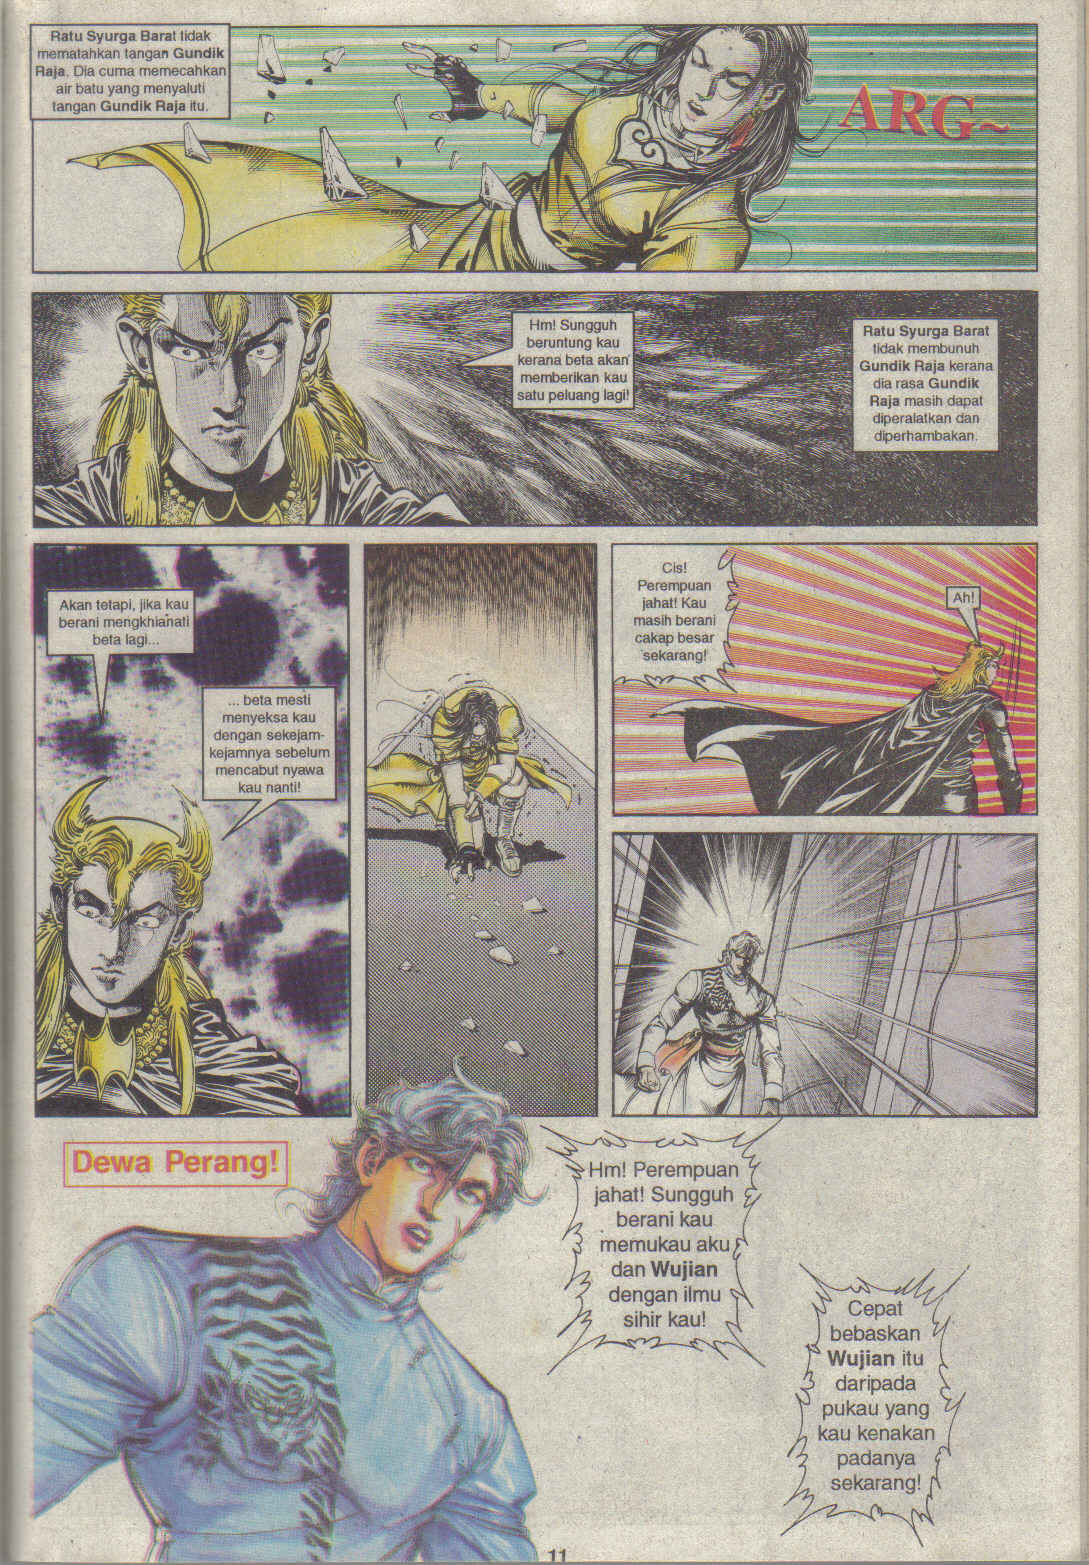 Ratu Syurga Barat tidak
mematahkan tangan Gundik
Raja. Dia cuma memecahkan
air batu yang menyaluti
tangan Gundik Raja itu.
ARG~
Hm! Sungguh
beruntung kau
kerana beta akan
memberikan kau
satu peluang lagi!
Ratu Syurga Barat
tidak membunuh
Gundik Raja kerana
dia rasa Gundik
Raja masih dapat
diperalatkan dan
diperhambakan.
Akan tetapi, jika kau
berani mengkhianati
beta lagi...
... beta mesti
menyeksa kau
dengan sekejam-
kejamnya sebelum
mencabut nyawa
kau nanti!
Cis!
Perempuan
jahat! Kau
masih berani
cakap besar
sekarang!
Ah!
Dewa Perang!
Hm! Perempuan
jahat! Sungguh
berani kau
memukau aku
dan Wujian
dengan ilmu
sihir kau!
Cepat
bebaskan
Wujian itu
daripada
pukau yang
kau kenakan
padanya
sekarang!
11